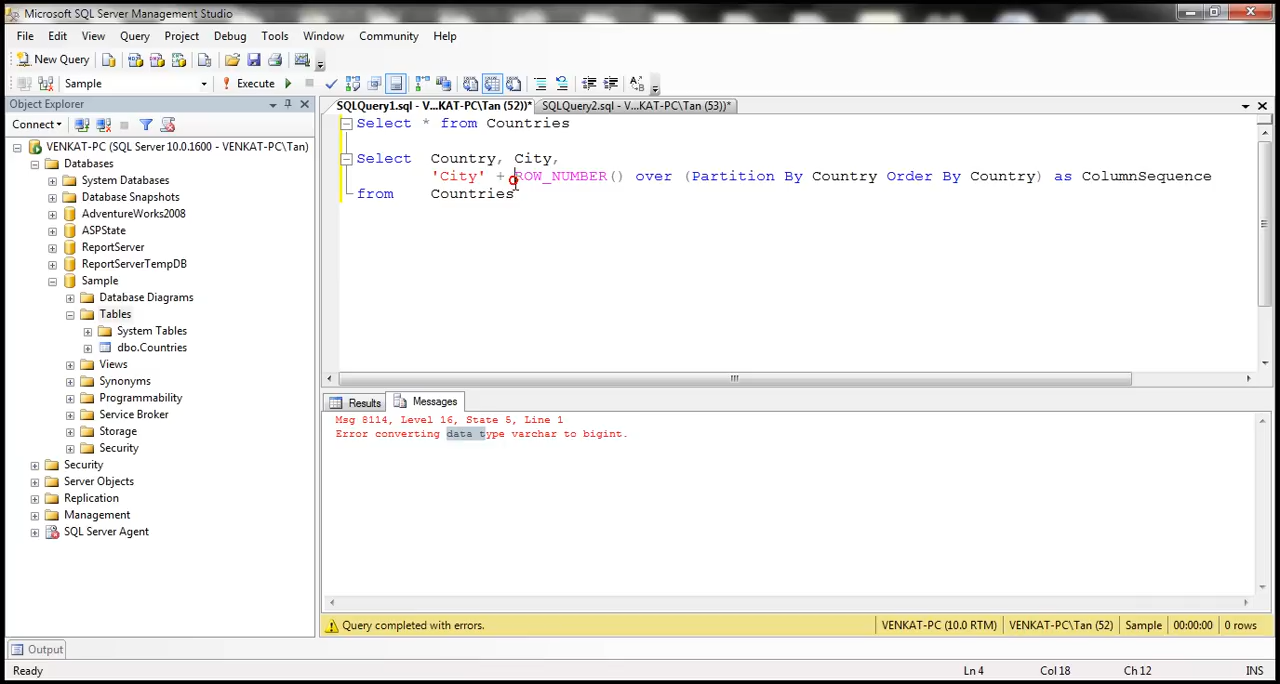 Microsoft SQL Server Management Studio
File Edit View Query Project Debug Tools Window Community Help
New Query
Sample Execute
Object Explorer
Connect
VENKAT-PC (SQL Server 10.0.1600 - VENKAT-PC\Tan)
Databases
System Databases
Database Snapshots
AdventureWorks2008
ASPState
ReportServer
ReportServerTempDB
Sample
Database Diagrams
Tables
System Tables
dbo.Countries
Views
Synonyms
Programmability
Service Broker
Storage
Security
Security
Server Objects
Replication
Management
SQL Server Agent
SQLQuery1.sql - V...KAT-PC\Tan (52))* SQLQuery2.sql - V...KAT-PC\Tan (53))*
Select * from Countries
Select Country, City,
'City' + ROW_NUMBER() over (Partition By Country Order By Country) as ColumnSequence
from Countries
Results Messages
Msg 8114, Level 16, State 5, Line 1
Error converting data type varchar to bigint.
Query completed with errors. VENKAT-PC (10.0 RTM) VENKAT-PC\Tan (52) Sample 00:00:00 0 rows
Output
Ready Ln 4 Col 18 Ch 12 INS